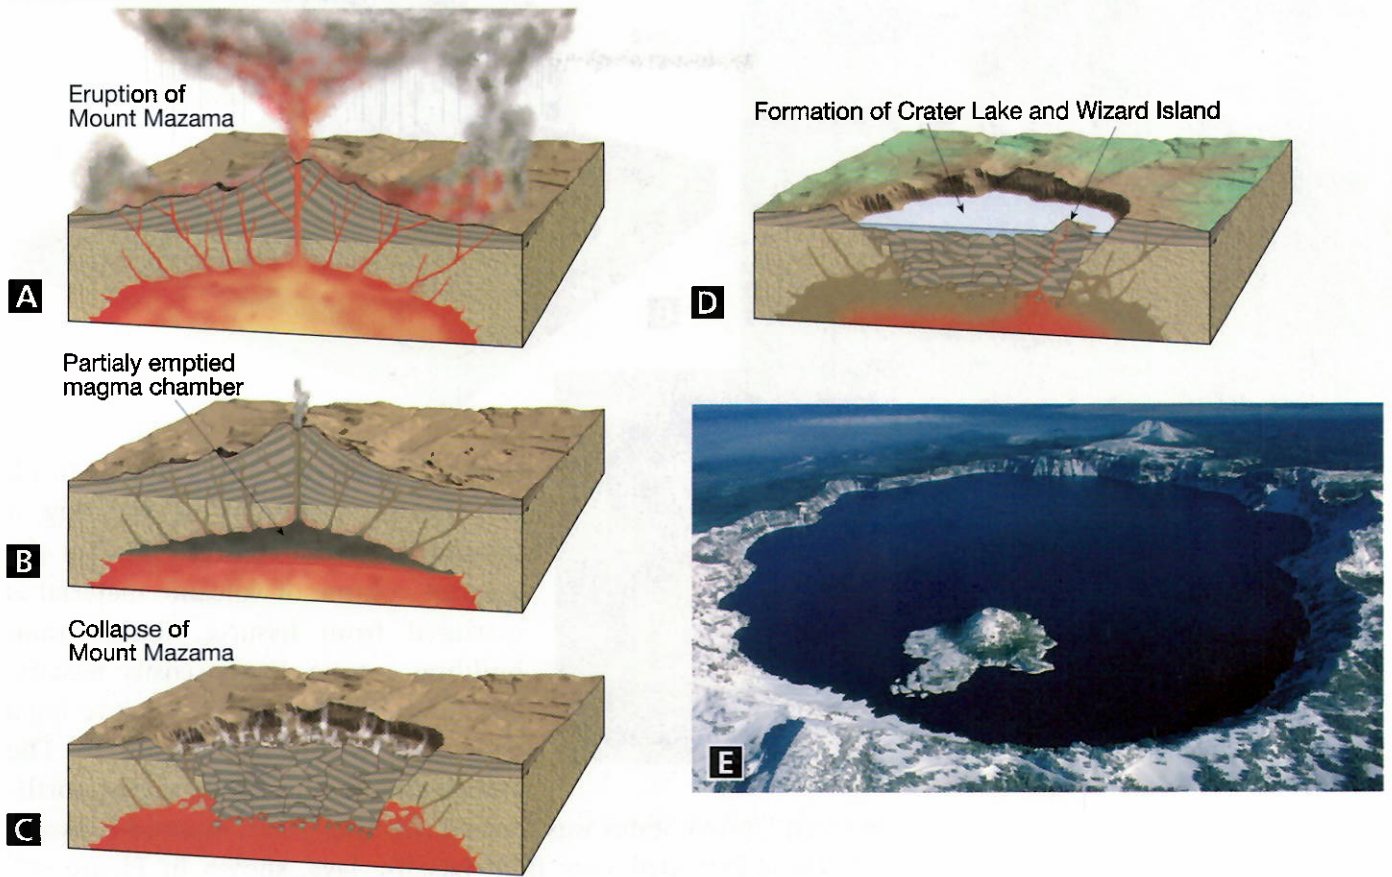 Eruption of
Mount Mazama
A
Partialy emptied
magma chamber
B
Collapse of
Mount Mazama
C
Formation of Crater Lake and Wizard Island
D
E